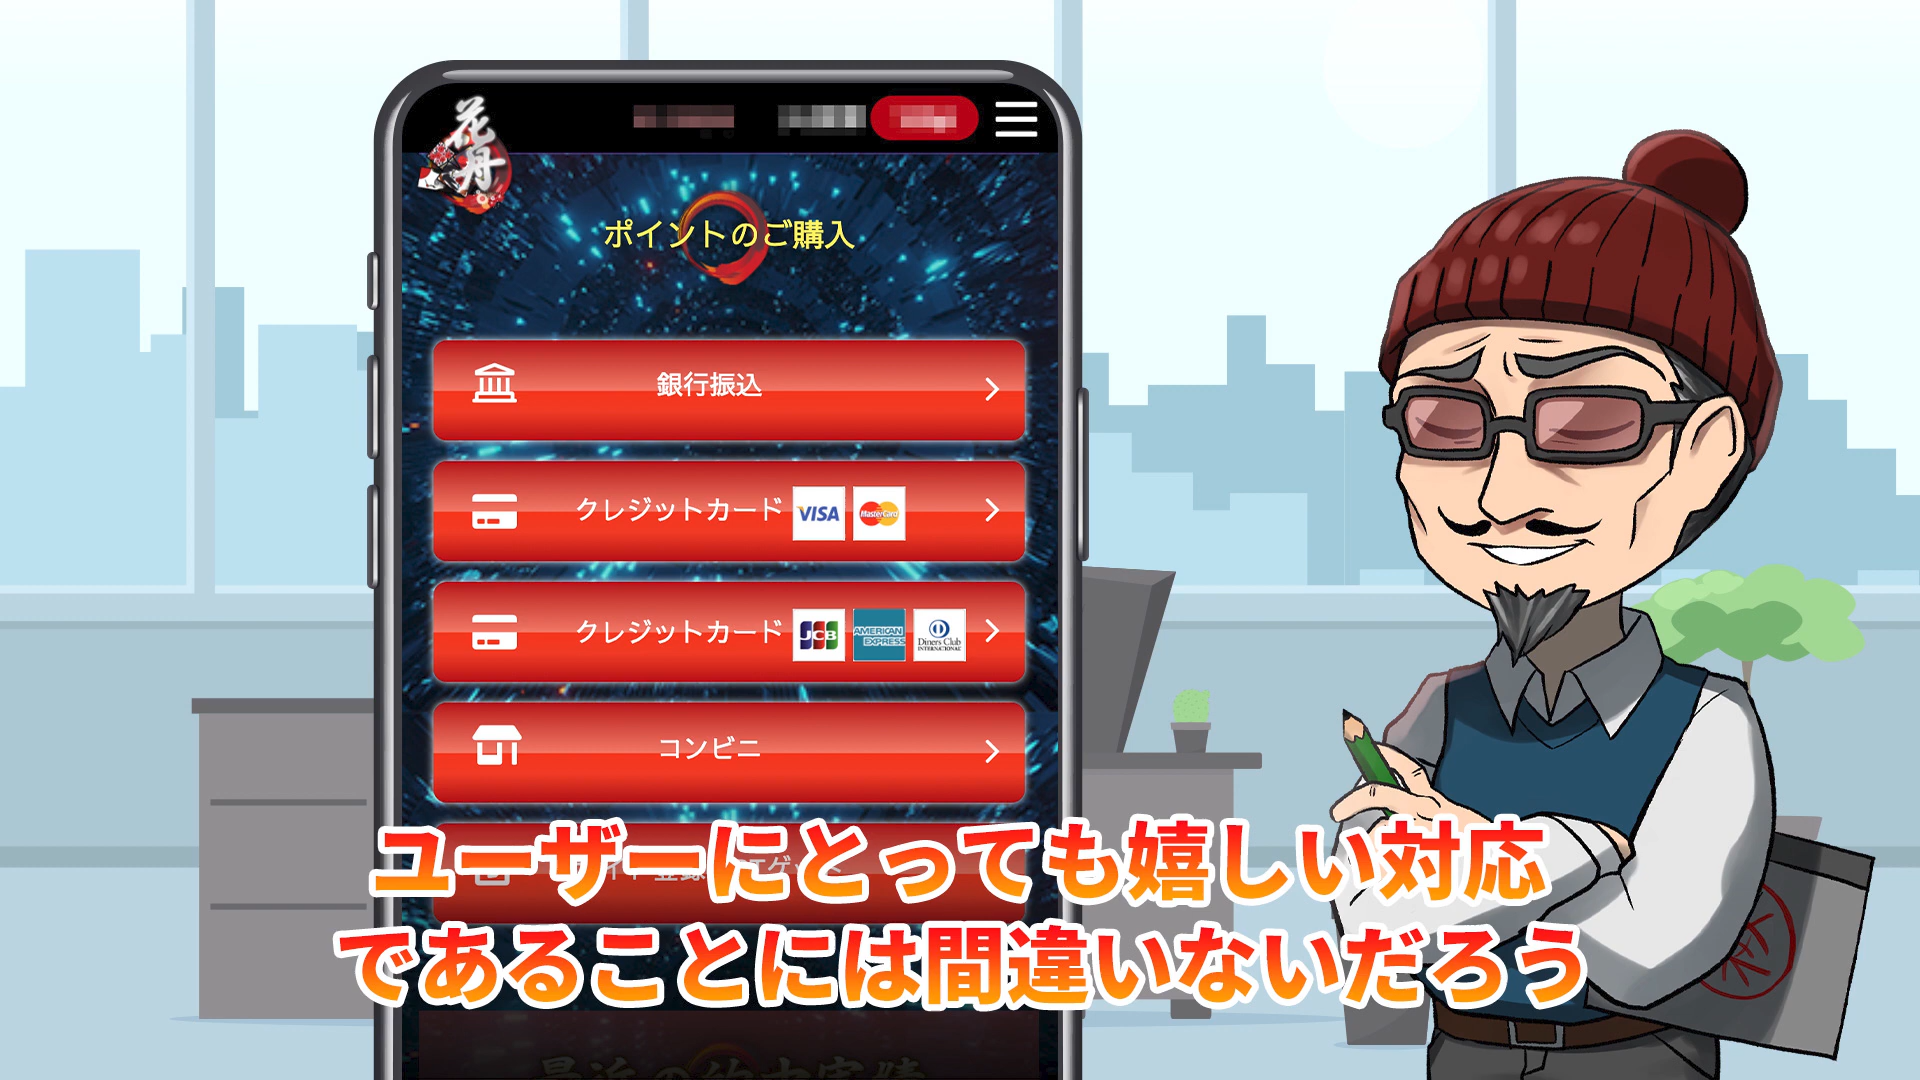 花舟
ポイントのご購入
銀行振込
クレジットカード VISA MasterCard
クレジットカード JCB AMERICAN EXPRESS Diners Club INTERNATIONAL
コンビニ
ユーザーにとっても嬉しい対応
であることには間違いないだろう